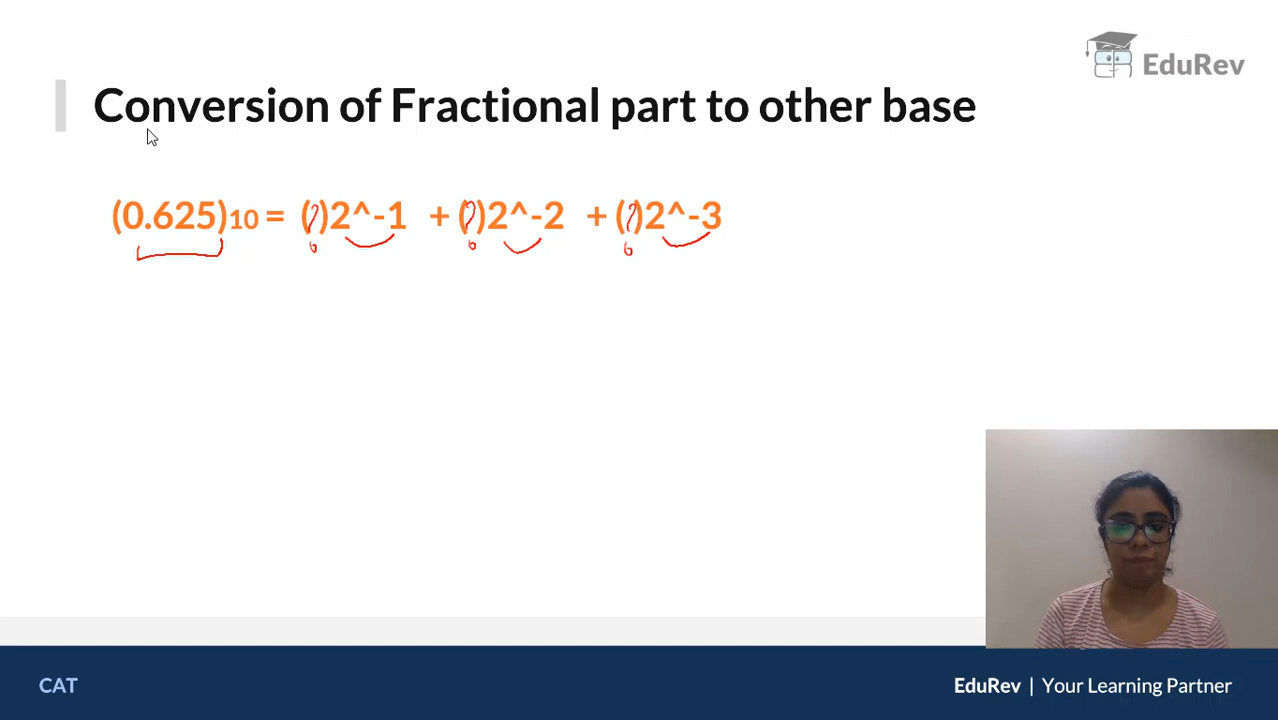 EduRev
Conversion of Fractional part to other base
(0.625)10 = (?)2^-1 + (?)2^-2 + (?)2^-3
CAT
EduRev | Your Learning Partner